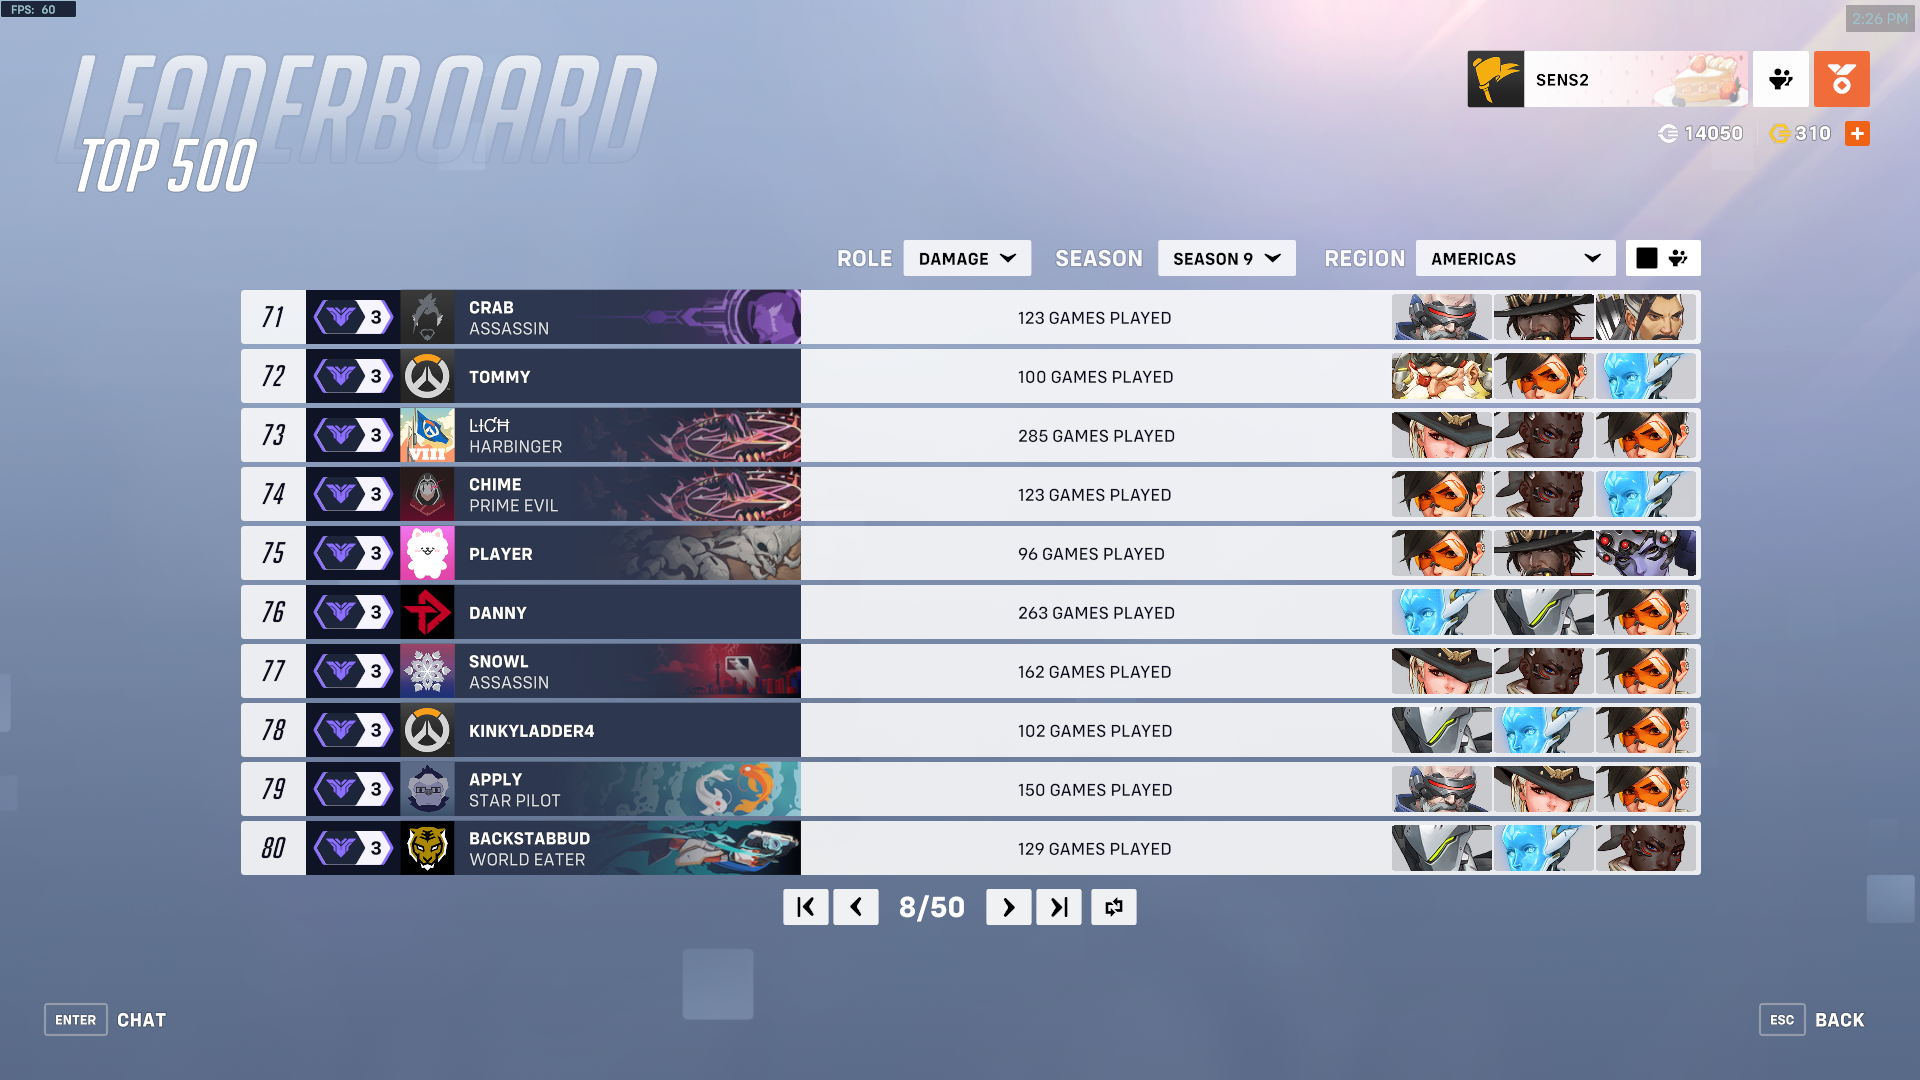 FPS: 60
2:26 PM
LEADERBOARD
TOP 500
SENS2
14050
310
ROLE DAMAGE SEASON SEASON 9 REGION AMERICAS
71 3 CRAB 123 GAMES PLAYED
ASSASSIN
72 3 TOMMY 100 GAMES PLAYED
73 3 285 GAMES PLAYED
HARBINGER
VIII
74 3 CHIME 123 GAMES PLAYED
PRIME EVIL
75 3 PLAYER 96 GAMES PLAYED
76 3 DANNY 263 GAMES PLAYED
77 3 SNOWL 162 GAMES PLAYED
ASSASSIN
78 3 KINKYLADDER4 102 GAMES PLAYED
79 3 APPLY 150 GAMES PLAYED
STAR PILOT
80 3 BACKSTABBUD 129 GAMES PLAYED
WORLD EATER
8/50
ENTER CHAT
ESC BACK